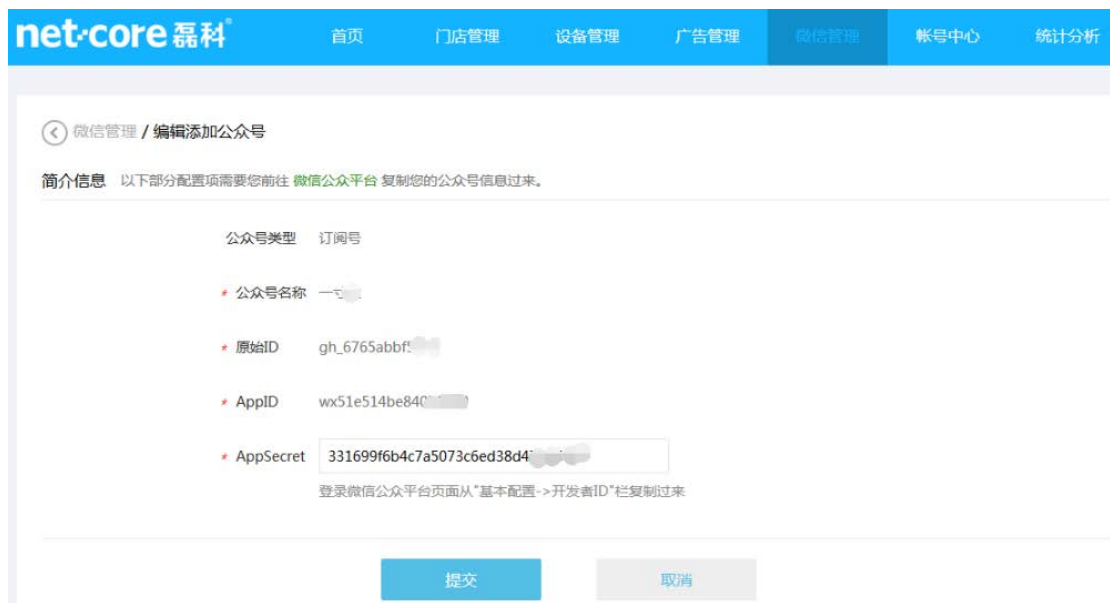 net·core 磊科 首页 门店管理 设备管理 广告管理 微信管理 帐号中心 统计分析
微信管理 / 编辑添加公众号
简介信息 以下部分配置项需要您前往 微信公众平台 复制您的公众号信息过来。
公众号类型 订阅号
* 公众号名称 一
* 原始ID gh_6765abbf
* AppID wx51e514be840
* AppSecret 331699f6b4c7a5073c6ed38d4
登录微信公众平台页面从"基本配置->开发者ID"栏复制过来
提交 取消